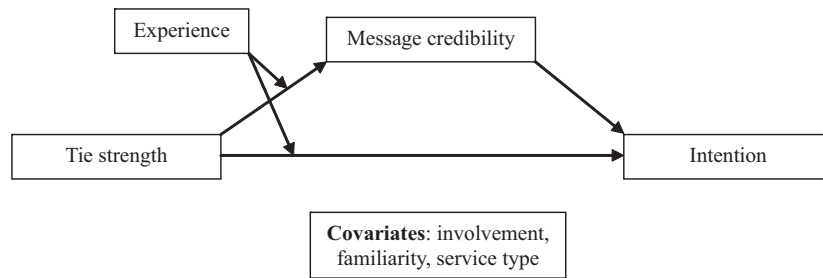 Experience
Message credibility
Tie strength
Intention
Covariates: involvement,
familiarity, service type